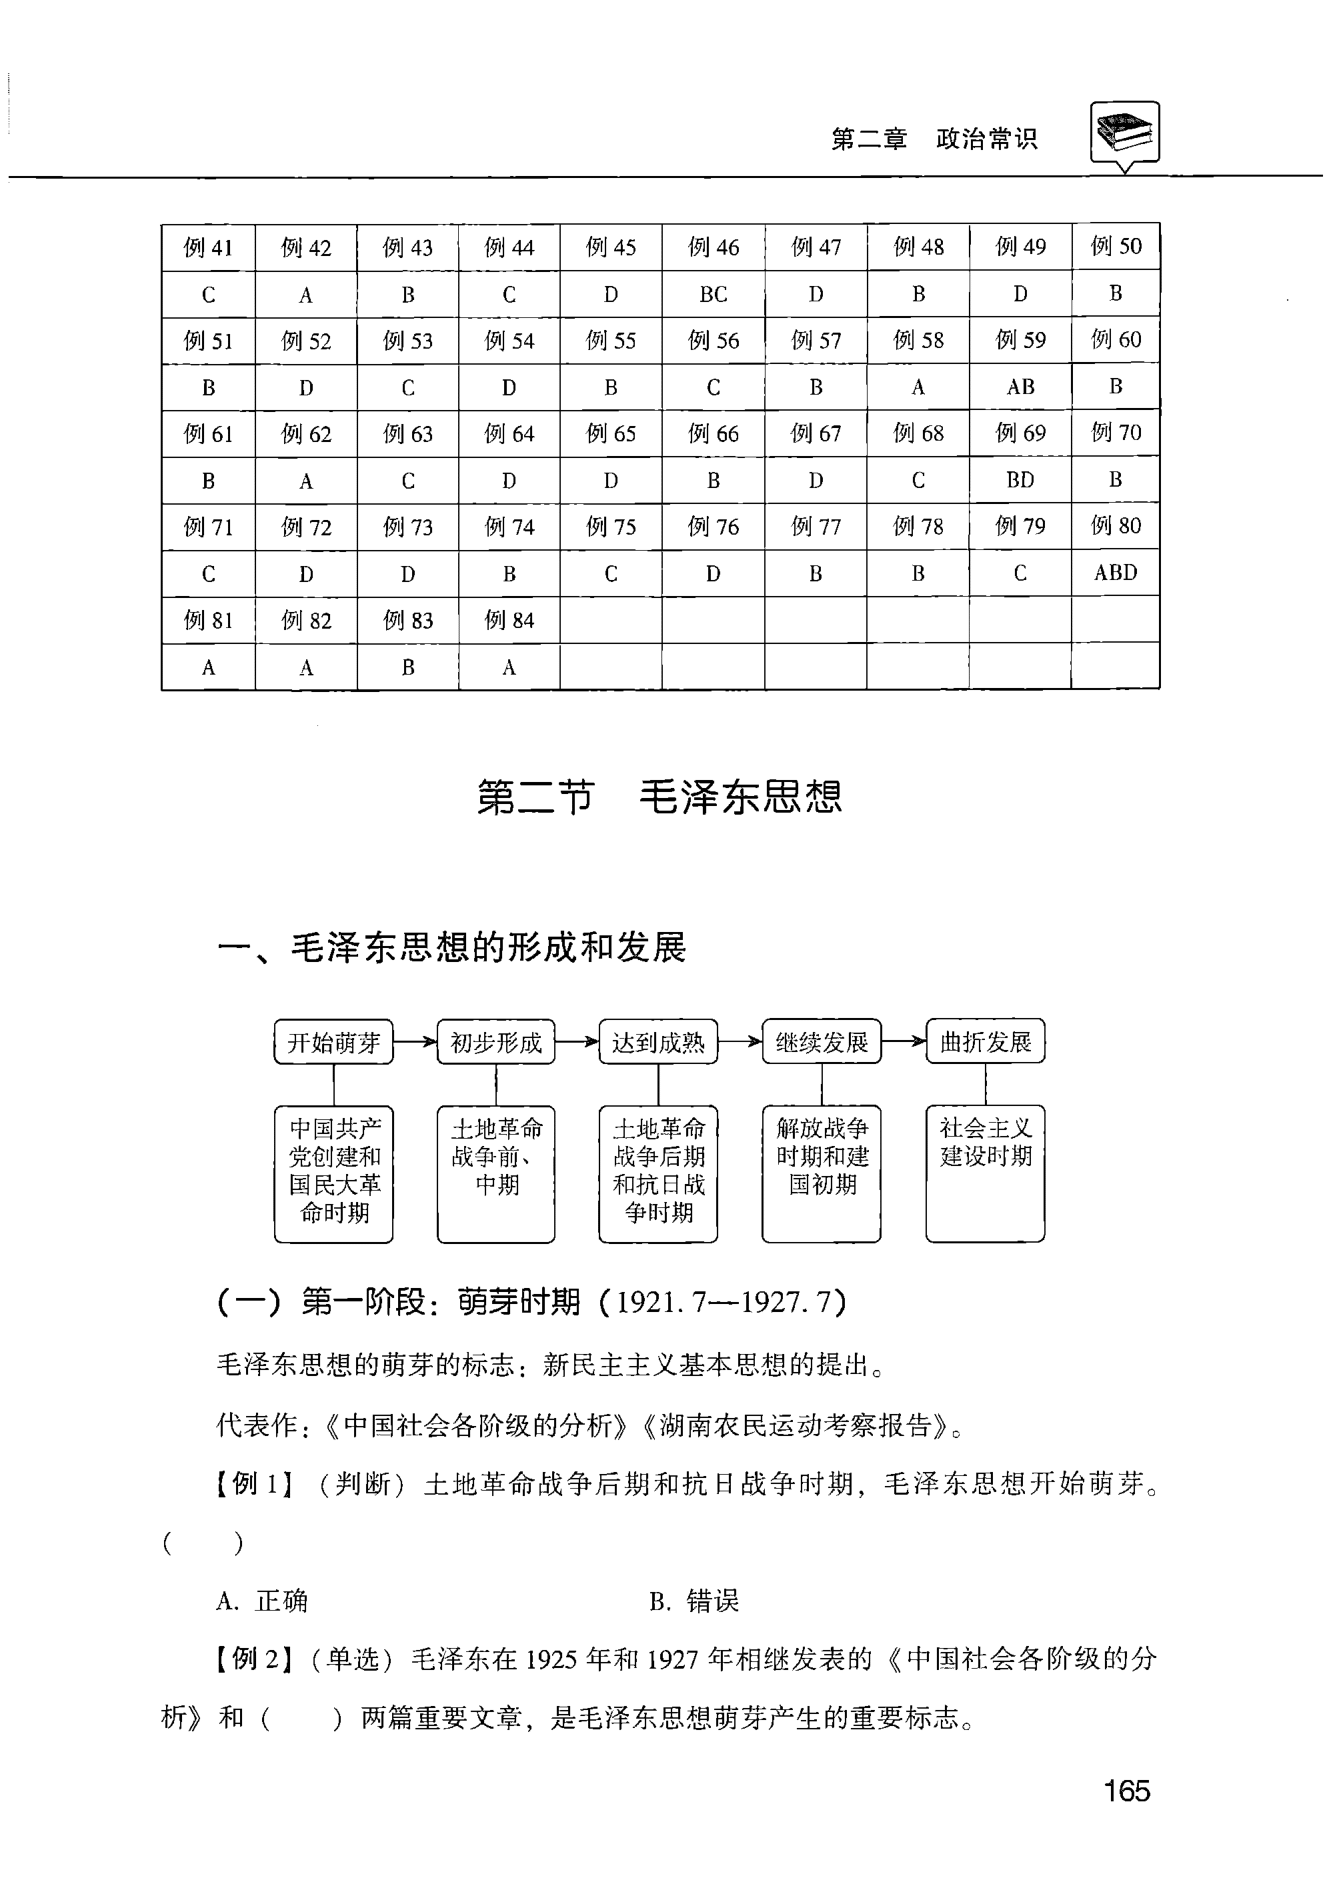 第二章 政治常识
例 41 例 42 例 43 例 44 例 45 例 46 例 47 例 48 例 49 例 50
C A B C D BC D B D B
例 51 例 52 例 53 例 54 例 55 例 56 例 57 例 58 例 59 例 60
B D C D B C B A AB B
例 61 例 62 例 63 例 64 例 65 例 66 例 67 例 68 例 69 例 70
B A C D D B D C BD B
例 71 例 72 例 73 例 74 例 75 例 76 例 77 例 78 例 79 例 80
C D D B C D B B C ABD
例 81 例 82 例 83 例 84
A A B A
第二节 毛泽东思想
一、毛泽东思想的形成和发展
开始萌芽 初步形成 达到成熟 继续发展 曲折发展
中国共产
党创建和
国民大革
命时期
土地革命
战争前、
中期
土地革命
战争后期
和抗日战
争时期
解放战争
时期和建
国初期
社会主义
建设时期
(一) 第一阶段: 萌芽时期 (1921.7—1927.7)
毛泽东思想的萌芽的标志: 新民主主义基本思想的提出。
代表作:《中国社会各阶级的分析》《湖南农民运动考察报告》。
【例 1】 (判断) 土地革命战争后期和抗日战争时期, 毛泽东思想开始萌芽。
( )
A. 正确 B. 错误
【例 2】 (单选) 毛泽东在 1925 年和 1927 年相继发表的《中国社会各阶级的分
析》和 ( ) 两篇重要文章, 是毛泽东思想萌芽产生的重要标志。
165